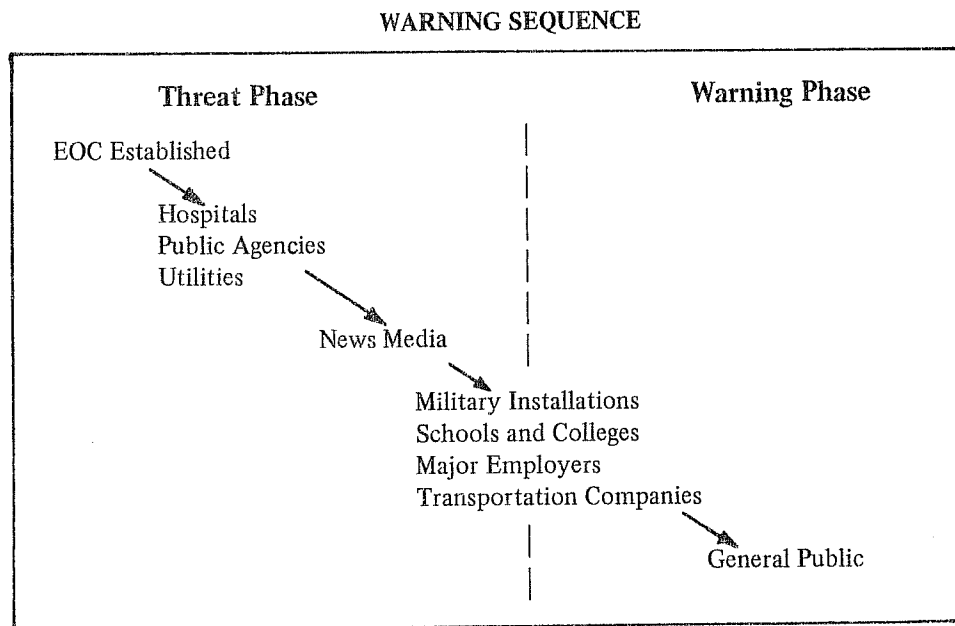 WARNING SEQUENCE
Threat Phase
Warning Phase
EOC Established
Hospitals
Public Agencies
Utilities
News Media
Military Installations
Schools and Colleges
Major Employers
Transportation Companies
General Public